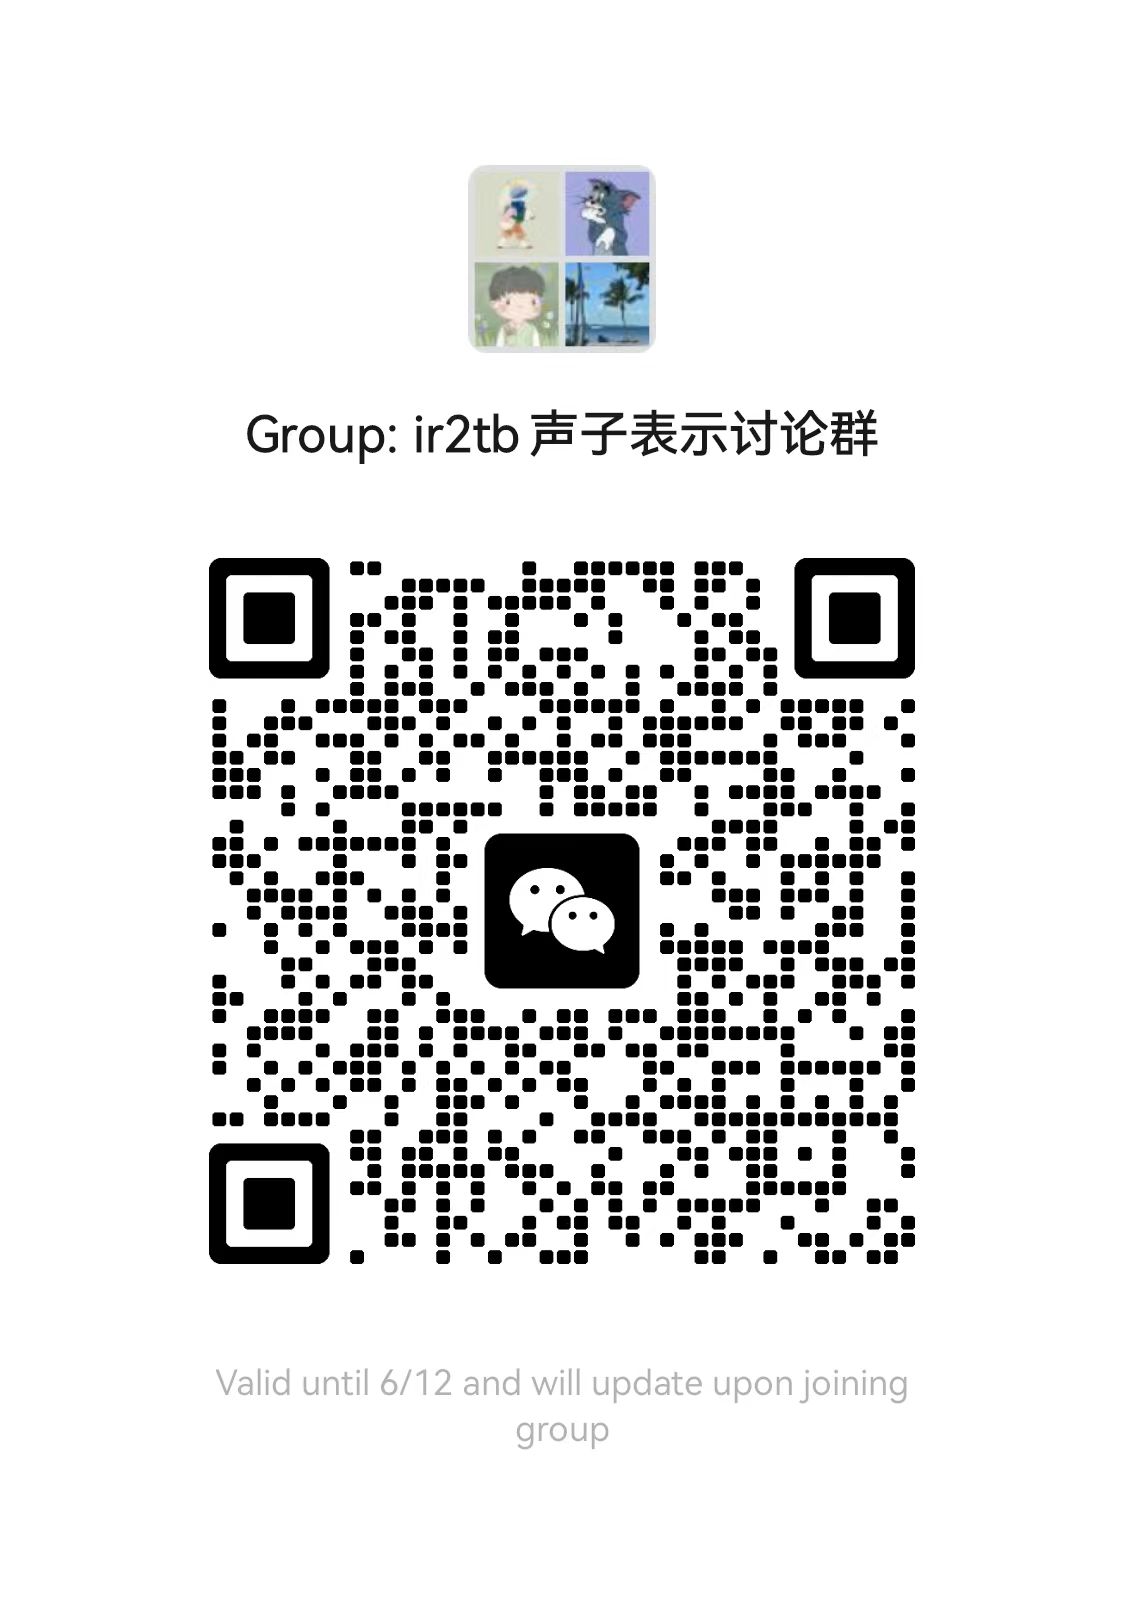 Group: ir2tb 声子表示讨论群
Valid until 6/12 and will update upon joining
group